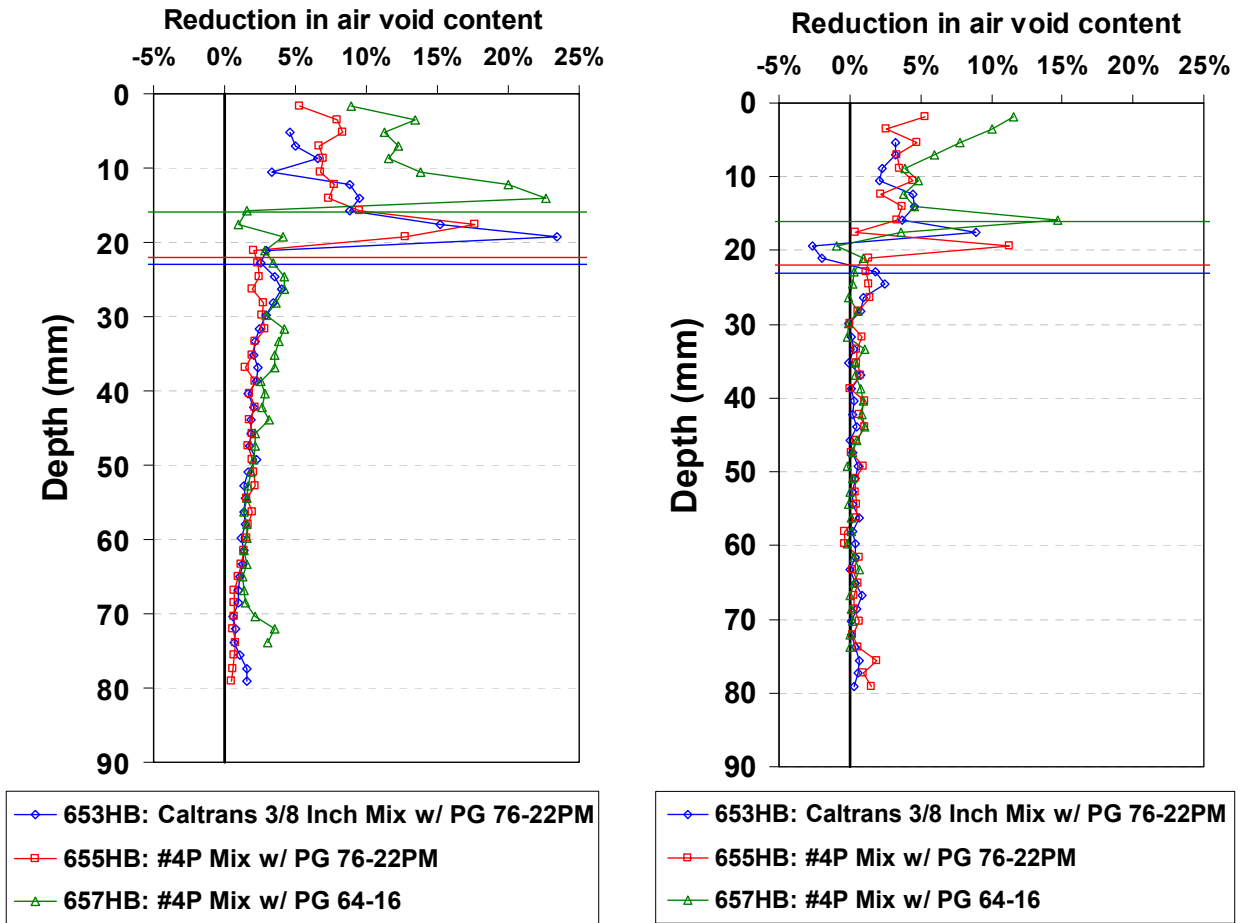 Reduction in air void content
-5% 0% 5% 10% 15% 20% 25%
0
10
20
30
40
50
60
70
80
90
Depth (mm)
653HB: Caltrans 3/8 Inch Mix w/ PG 76-22PM
655HB: #4P Mix w/ PG 76-22PM
657HB: #4P Mix w/ PG 64-16
Reduction in air void content
-5% 0% 5% 10% 15% 20% 25%
0
10
20
30
40
50
60
70
80
90
Depth (mm)
653HB: Caltrans 3/8 Inch Mix w/ PG 76-22PM
655HB: #4P Mix w/ PG 76-22PM
657HB: #4P Mix w/ PG 64-16